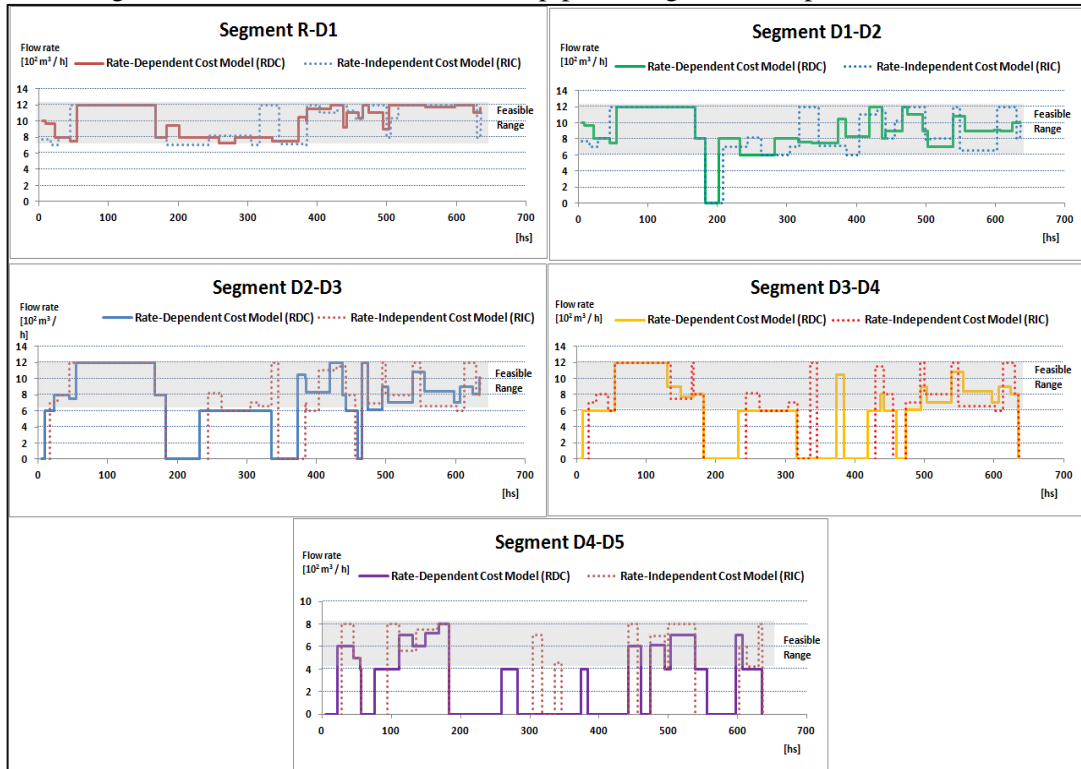 Segment R-D1
Flow rate
[10² m³ / h]
Rate-Dependent Cost Model (RDC)
Rate-Independent Cost Model (RIC)
14
12
10
8
6
4
2
0
Feasible
Range
0 100 200 300 400 500 600 700
[hs]
Segment D1-D2
Flow rate
[10² m³ / h]
Rate-Dependent Cost Model (RDC)
Rate-Independent Cost Model (RIC)
14
12
10
8
6
4
2
0
Feasible
Range
0 100 200 300 400 500 600 700
[hs]
Segment D2-D3
Flow rate
[10² m³ /
h]
Rate-Dependent Cost Model (RDC)
Rate-Independent Cost Model (RIC)
14
12
10
8
6
4
2
0
Feasible
Range
0 100 200 300 400 500 600 700
[hs]
Segment D3-D4
Flow rate
[10² m³ / h]
Rate-Dependent Cost Model (RDC)
Rate-Independent Cost Model (RIC)
14
12
10
8
6
4
2
0
Feasible
Range
0 100 200 300 400 500 600 700
[hs]
Segment D4-D5
Flow rate
[10² m³ / h]
Rate-Dependent Cost Model (RDC)
Rate-Independent Cost Model (RIC)
10
8
6
4
2
0
Feasible
Range
0 100 200 300 400 500 600 700
[hs]